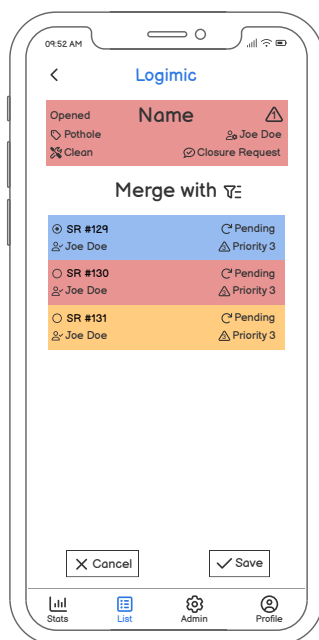 09:52 AM
Logimic
Opened Name
Pothole Joe Doe
Clean Closure Request
Merge with
SR #129 Pending
Joe Doe Priority 3
SR #130 Pending
Joe Doe Priority 3
SR #131 Pending
Joe Doe Priority 3
Cancel Save
Stats List Admin Profile